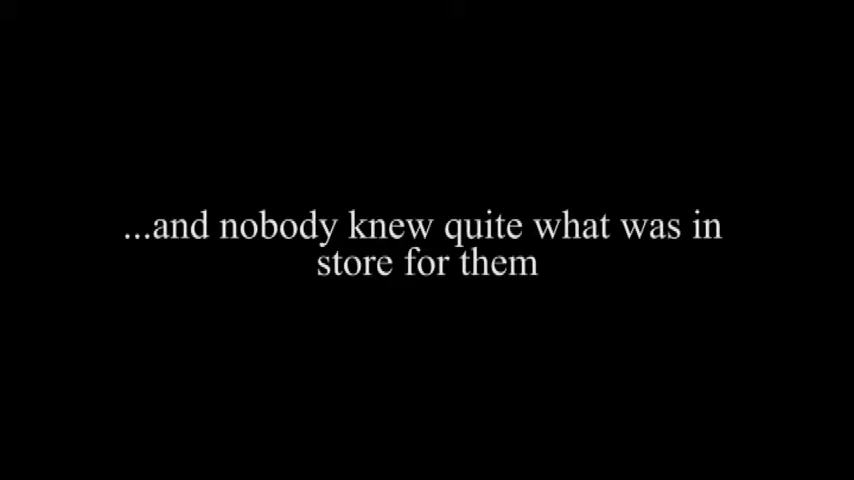 ...and nobody knew quite what was in
store for them